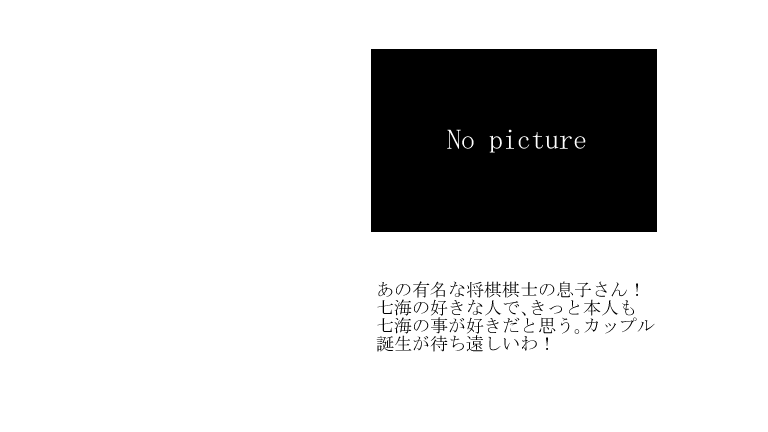 No picture
あの有名な将棋棋士の息子さん！
七海の好きな人で、きっと本人も
七海の事が好きだと思う。カップル
誕生が待ち遠しいわ！